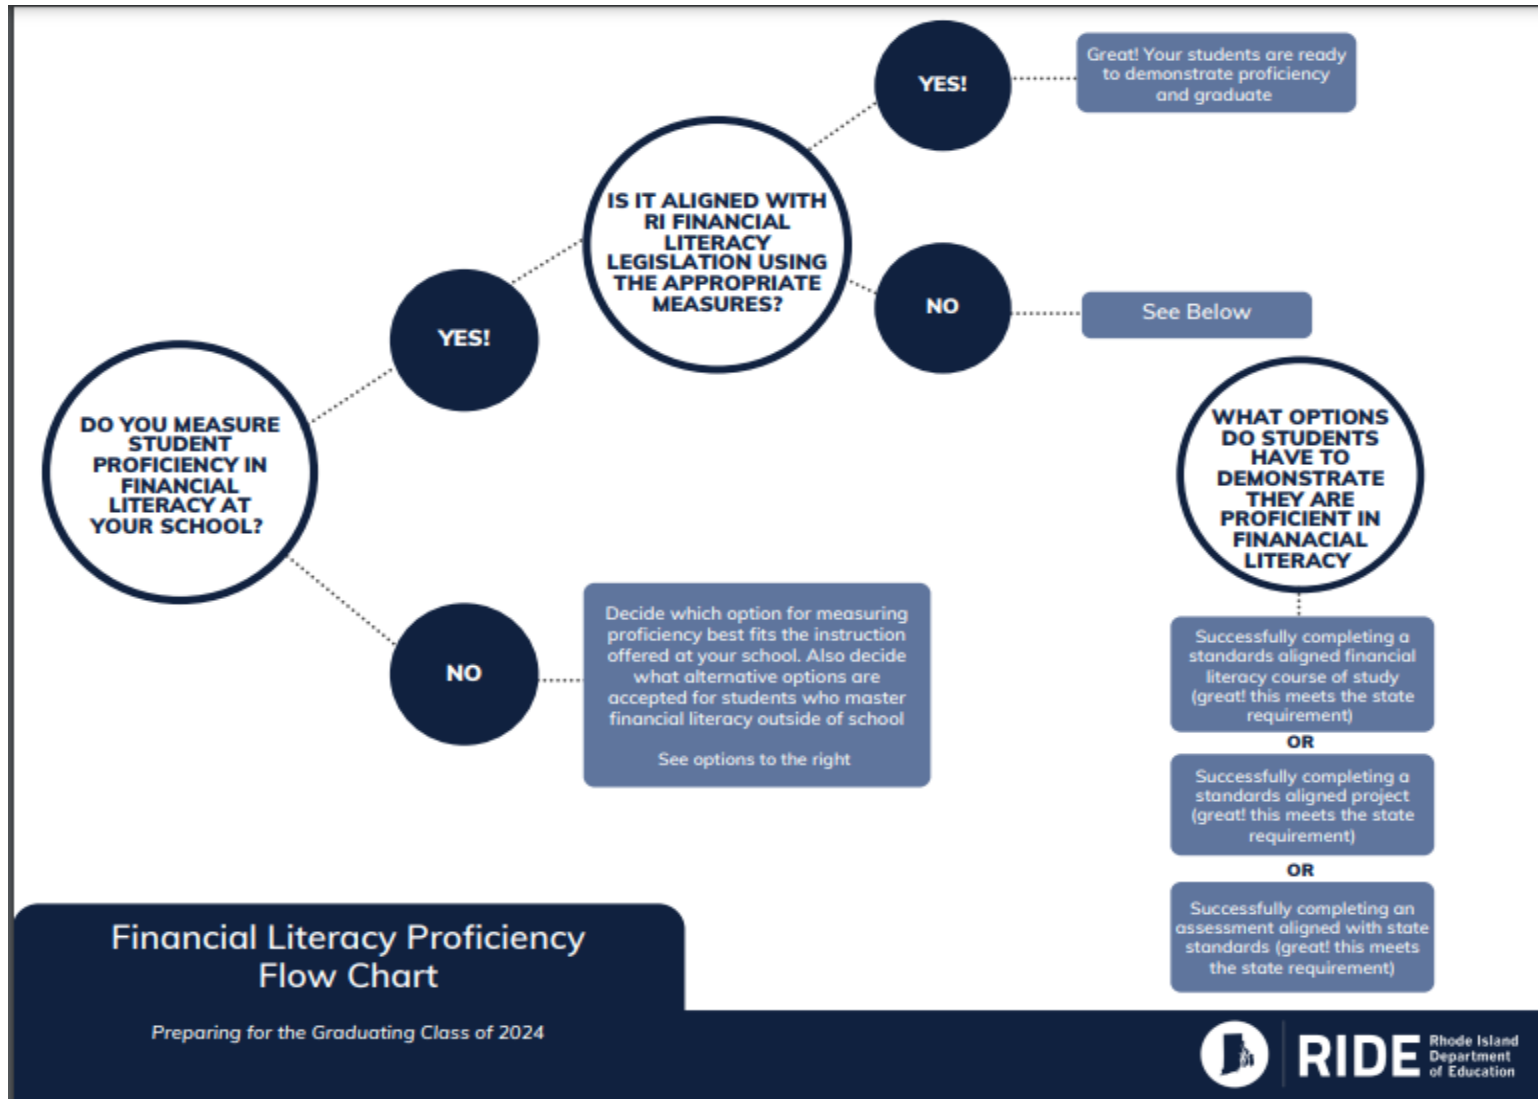 DO YOU MEASURE
STUDENT
PROFICIENCY IN
FINANCIAL
LITERACY AT
YOUR SCHOOL?
YES!
IS IT ALIGNED WITH
RI FINANCIAL
LITERACY
LEGISLATION USING
THE APPROPRIATE
MEASURES?
YES!
Great! Your students are ready
to demonstrate proficiency
and graduate
NO
See Below
NO
Decide which option for measuring
proficiency best fits the instruction
offered at your school. Also decide
what alternative options are
accepted for students who master
financial literacy outside of school
See options to the right
WHAT OPTIONS
DO STUDENTS
HAVE TO
DEMONSTRATE
THEY ARE
PROFICIENT IN
FINANACIAL
LITERACY
Successfully completing a
standards aligned financial
literacy course of study
(great! this meets the state
requirement)
OR
Successfully completing a
standards aligned project
(great! this meets the state
requirement)
OR
Successfully completing an
assessment aligned with state
standards (great! this meets
the state requirement)
Financial Literacy Proficiency
Flow Chart
Preparing for the Graduating Class of 2024
RIDE
Rhode Island
Department
of Education